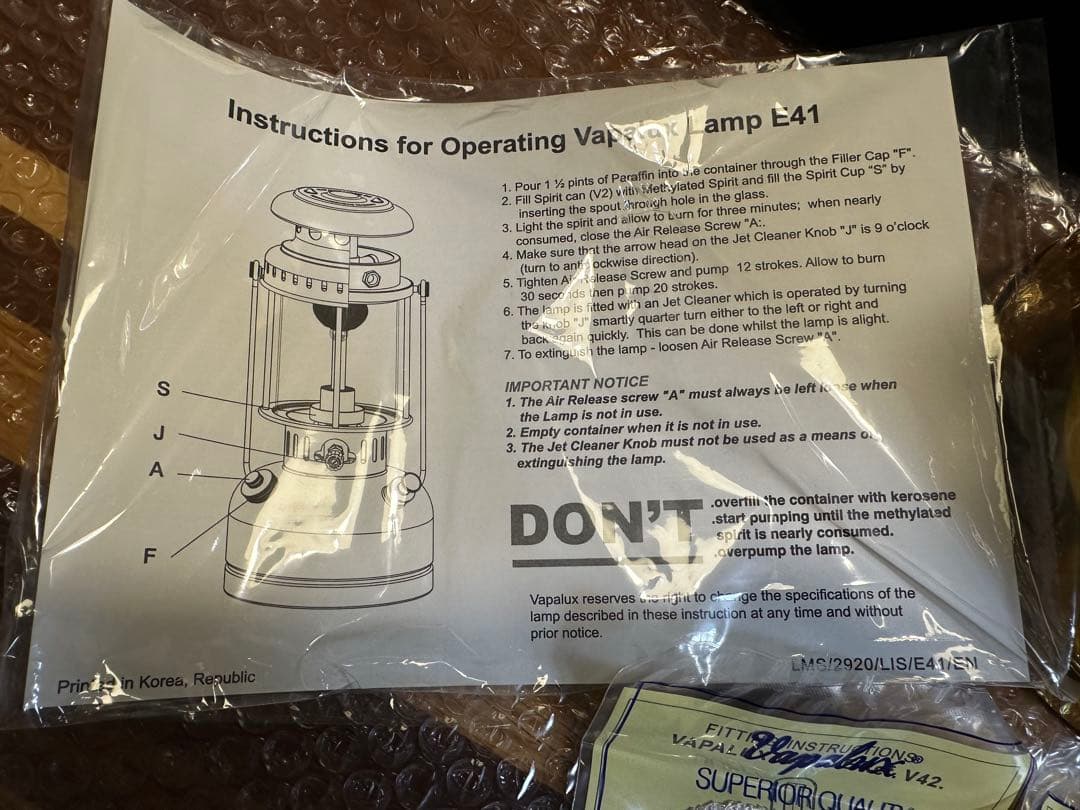 Instructions for Operating Vapalux Lamp E41
1. Pour 1 ½ pints of Paraffin into the container through the Filler Cap "F".
2. Fill Spirit can (V2) with Methylated Spirit and fill the Spirit Cup "S" by
inserting the spout through hole in the glass.
3. Light the spirit and allow to burn for three minutes; when nearly
consumed, close the Air Release Screw "A:.
4. Make sure that the arrow head on the Jet Cleaner Knob "J" is 9 o'clock
(turn to anti clockwise direction).
5. Tighten Air Release Screw and pump 12 strokes. Allow to burn
30 seconds then pump 20 strokes.
6. The lamp is fitted with an Jet Cleaner which is operated by turning
the knob "J" smartly quarter turn either to the left or right and
back again quickly. This can be done whilst the lamp is alight.
7. To extinguish the lamp - loosen Air Release Screw "A".
IMPORTANT NOTICE
1. The Air Release screw "A" must always be left loose when
the Lamp is not in use.
2. Empty container when it is not in use.
3. The Jet Cleaner Knob must not be used as a means of
extinguishing the lamp.
S
J
A
F
DON'T
.overfill the container with kerosene
.start pumping until the methylated
spirit is nearly consumed.
.overpump the lamp.
Vapalux reserves the right to change the specifications of the
lamp described in these instruction at any time and without
prior notice.
LMS/2920/LIS/E41/EN
Printed in Korea, Republic
FITTING INSTRUCTIONS
Vapalux
V42.
SUPERIOR